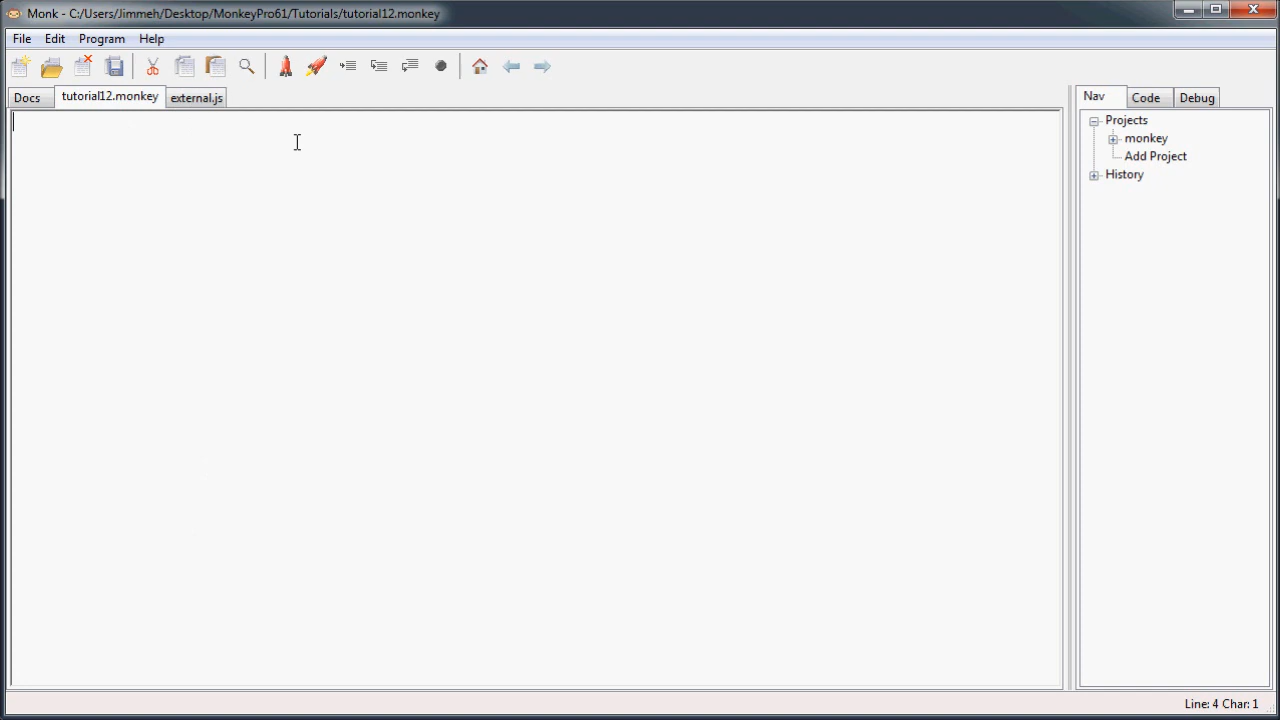 Monk - C:/Users/Jimmeh/Desktop/MonkeyPro61/Tutorials/tutorial12.monkey
File Edit Program Help
Docs tutorial12.monkey external.js
Nav Code Debug
Projects
monkey
Add Project
History
Line: 4 Char: 1